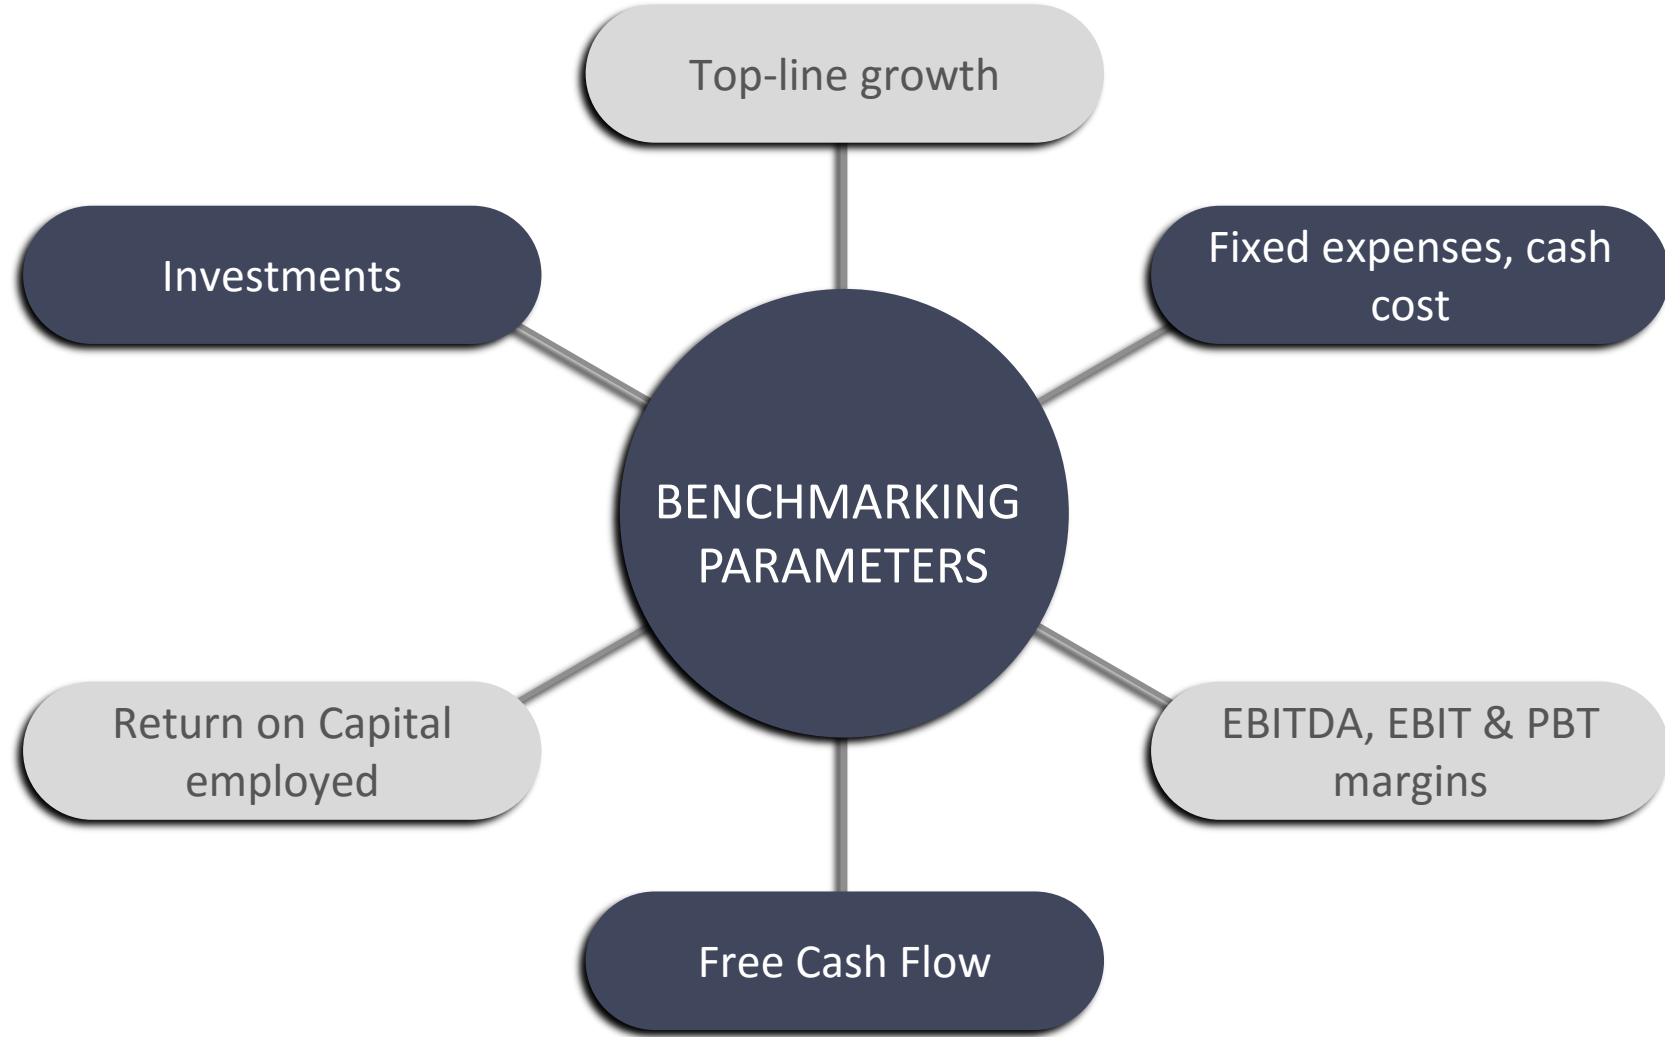 Top-line growth
Investments
Fixed expenses, cash
cost
BENCHMARKING
PARAMETERS
Return on Capital
employed
EBITDA, EBIT & PBT
margins
Free Cash Flow